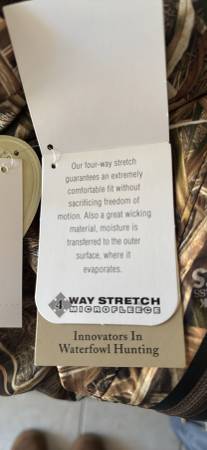 Our four-way stretch
guarantees an extremely
comfortable fit without
sacrificing freedom of
motion. Also a great wicking
material, moisture is
transferred to the outer
surface, where it
evaporates.
4 WAY STRETCH
MICROFLEECE
Innovators In
Waterfowl Hunting